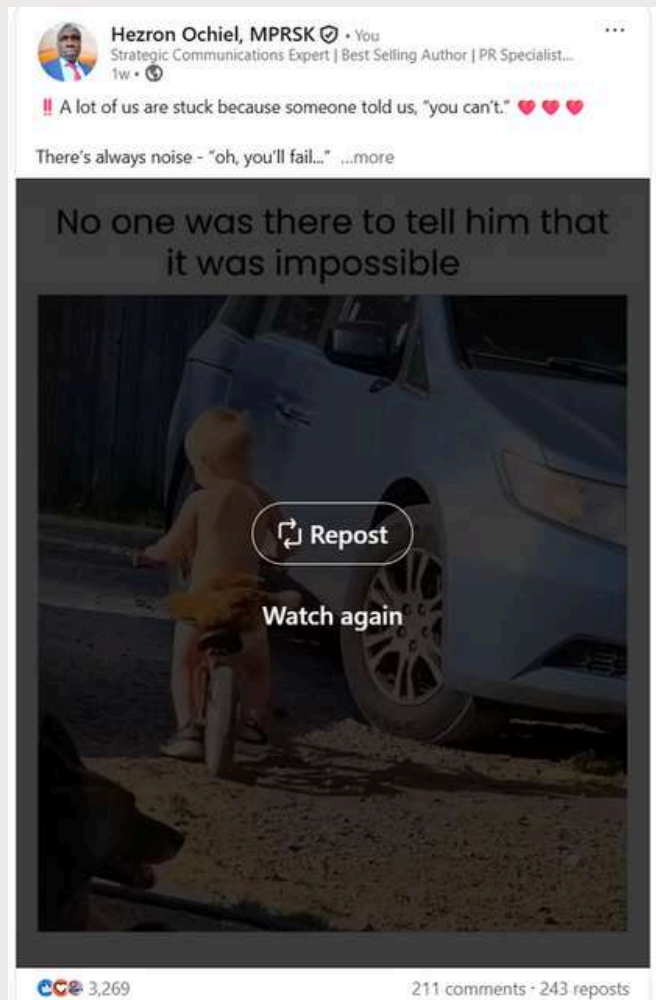 Hezron Ochiel, MPRSK • You
Strategic Communications Expert | Best Selling Author | PR Specialist...
1w •
‼ A lot of us are stuck because someone told us, "you can't." ❤️ ❤️ ❤️
There's always noise - "oh, you'll fail..." ...more
No one was there to tell him that
it was impossible
Repost
Watch again
3,269
211 comments · 243 reposts